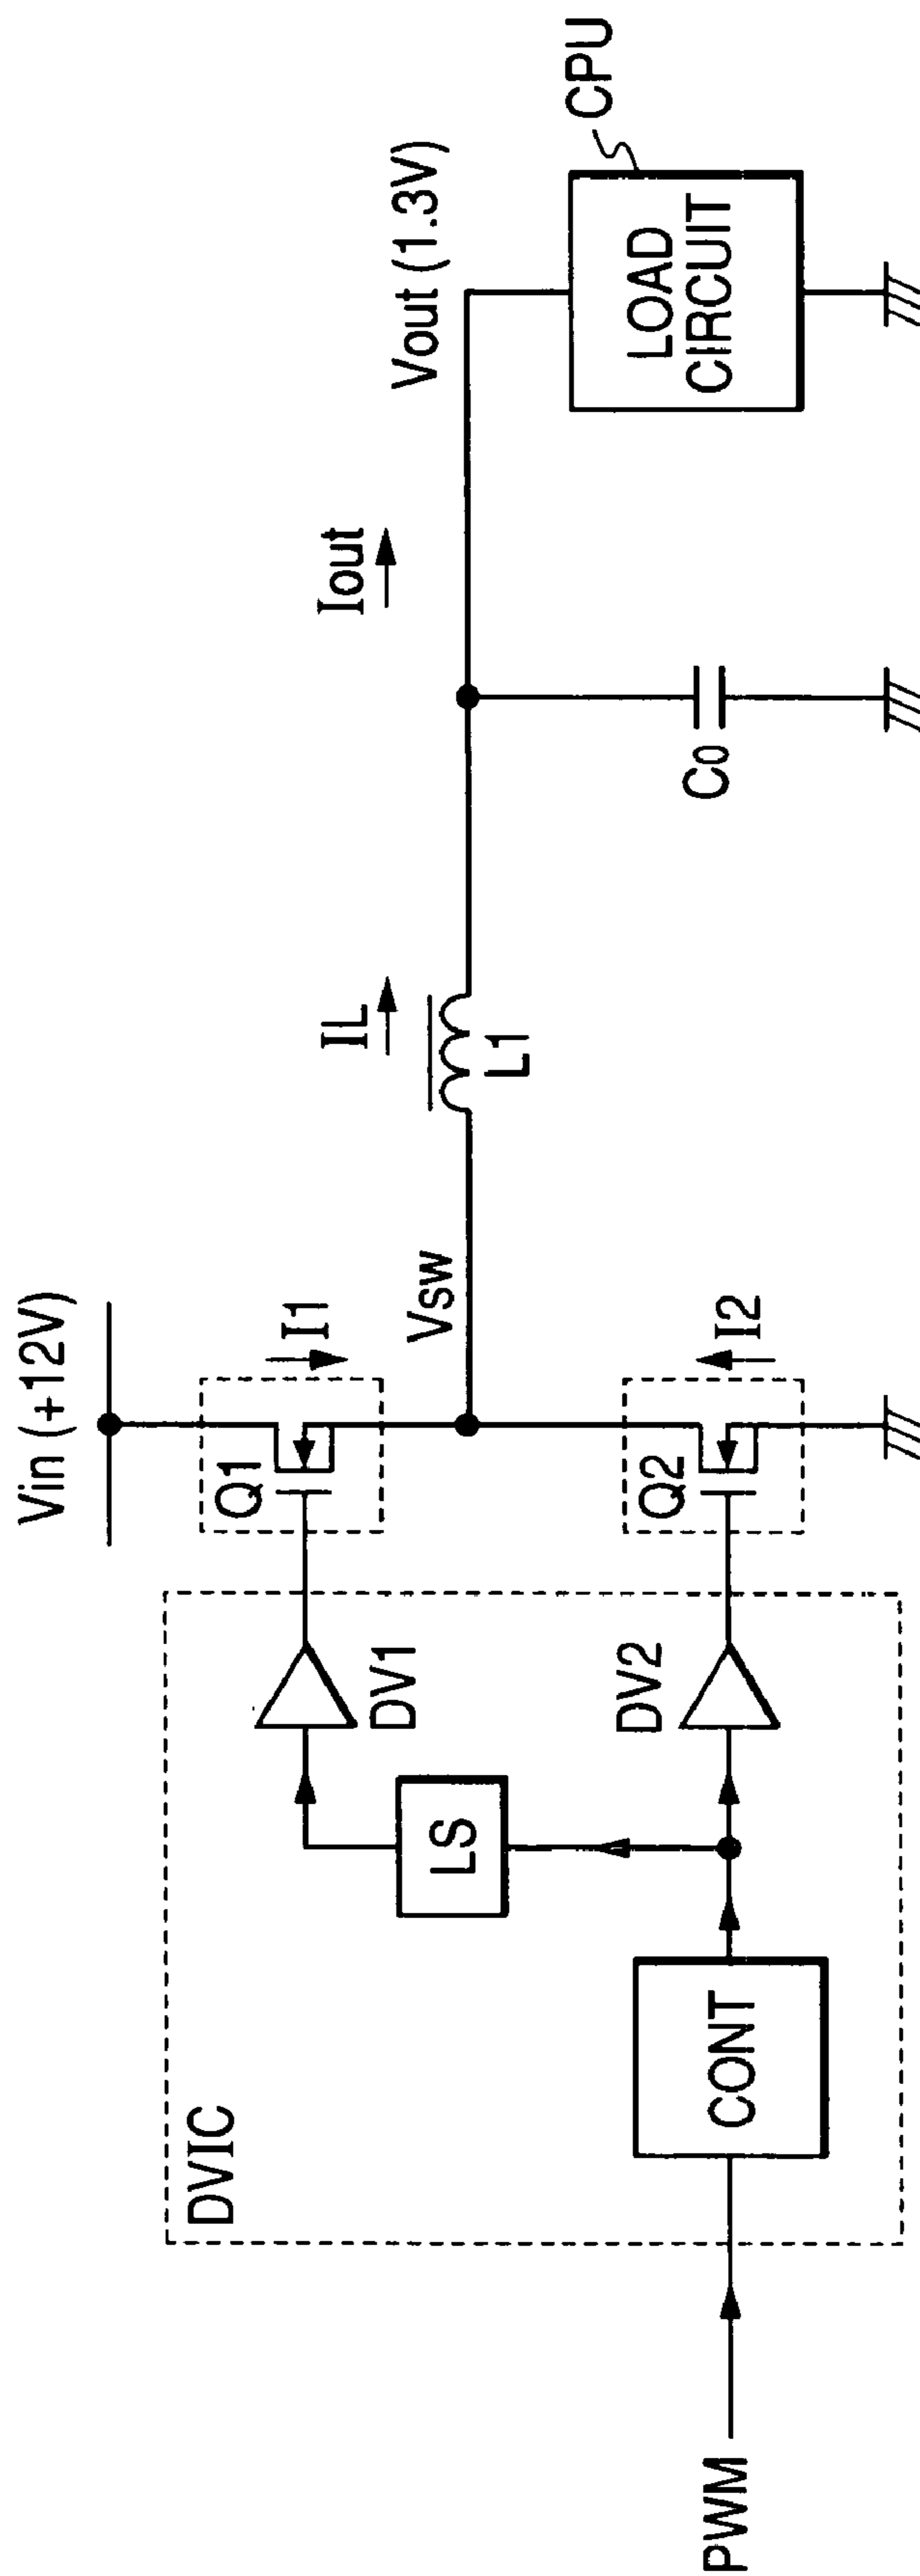 Vin (+12V)
DVIC
Q1
I1
DV1
LS
Vsw
IL
L1
Iout
Vout (1.3V)
CPU
LOAD
CIRCUIT
C0
PWM
CONT
DV2
Q2
I2